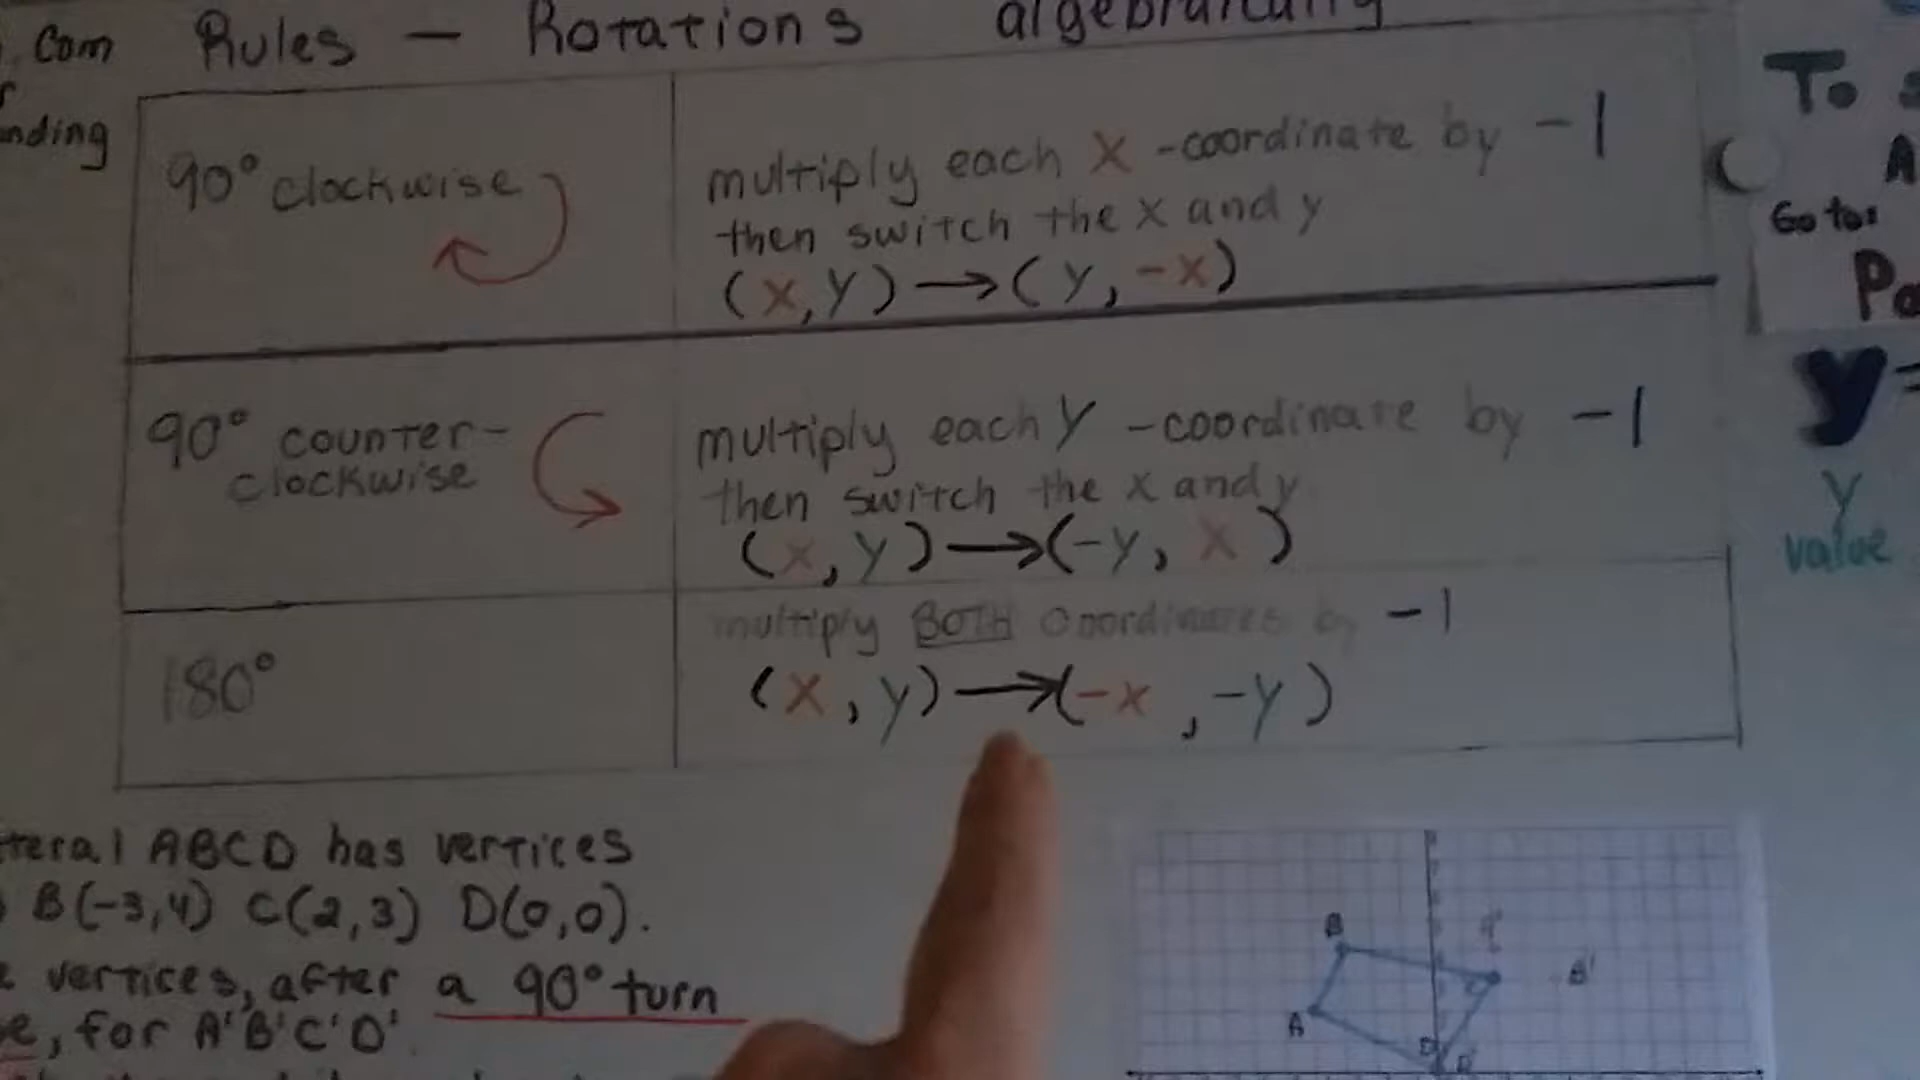 Com Rules - Rotations algebraically
nding
90° clockwise
multiply each X -coordinate by -1
then switch the x and y
(x, y) → (y, -x)
90° counter-
clockwise
multiply each y -coordinate by -1
then switch the x and y
(x, y) → (-y, x)
180°
multiply BOTH coordinates by -1
(x, y) → (-x, -y)
To
A
Go to:
Pa
y=
y
value
teral ABCD has vertices
B(-3,4) C(2,3) D(0,0).
vertices, after a 90° turn
, for A'B'C'D'
B
B'
A
D
D'